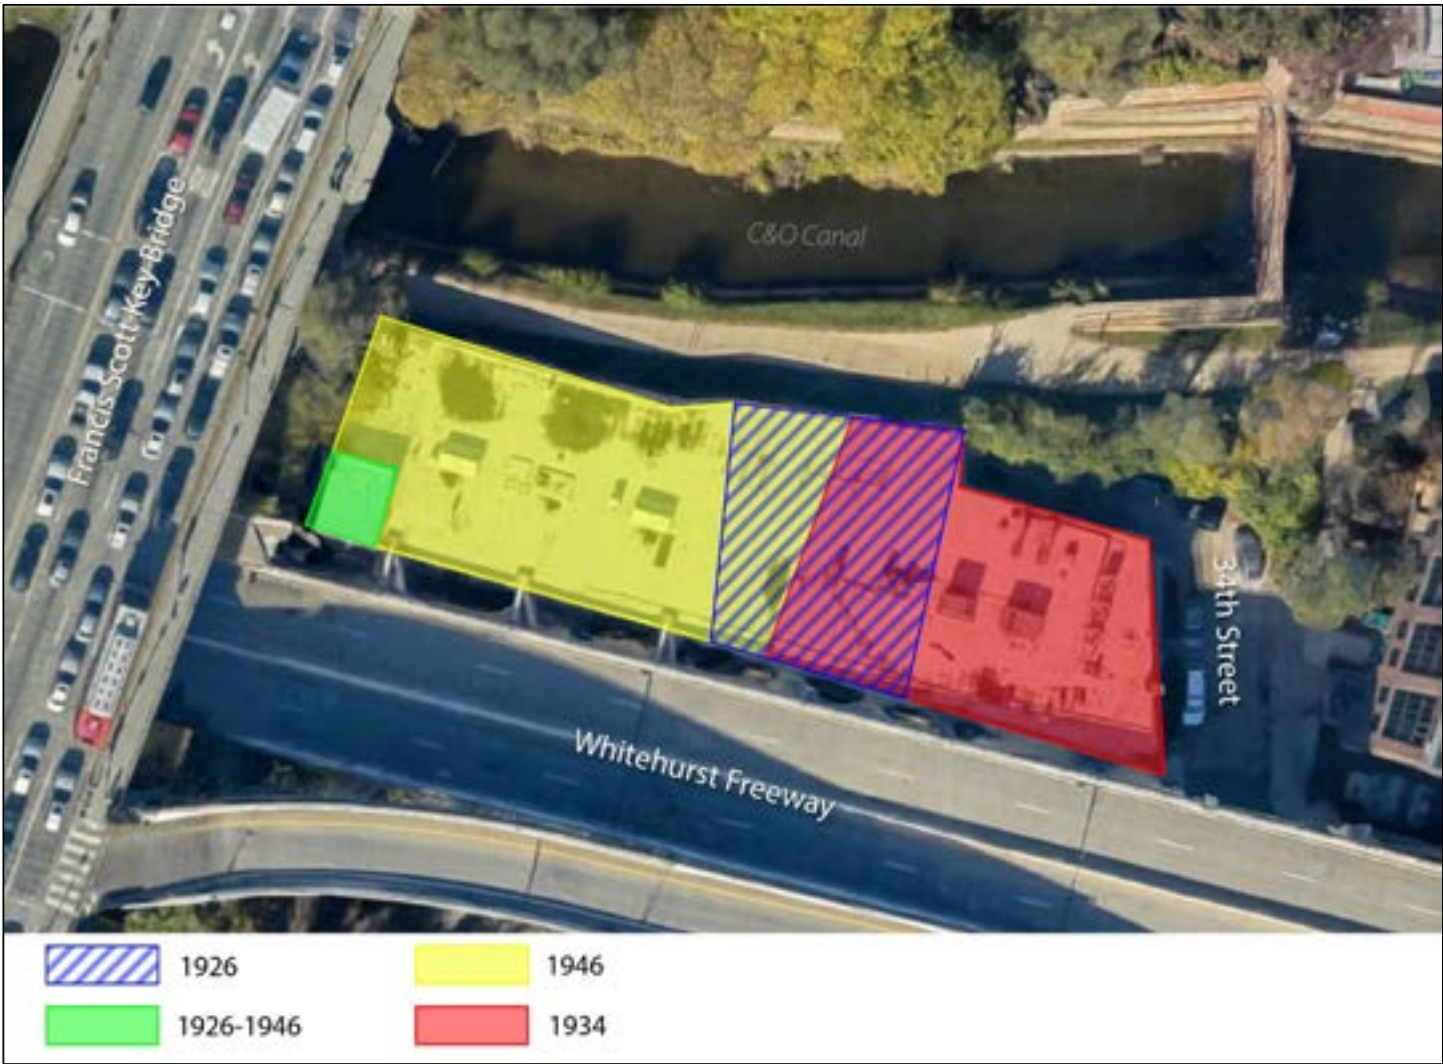 C&O Canal
Francis Scott Key Bridge
34th Street
Whitehurst Freeway
1926
1946
1926-1946
1934